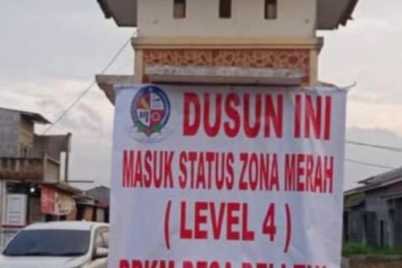 DUSUN INI
MASUK STATUS ZONA MERAH
( LEVEL 4 )